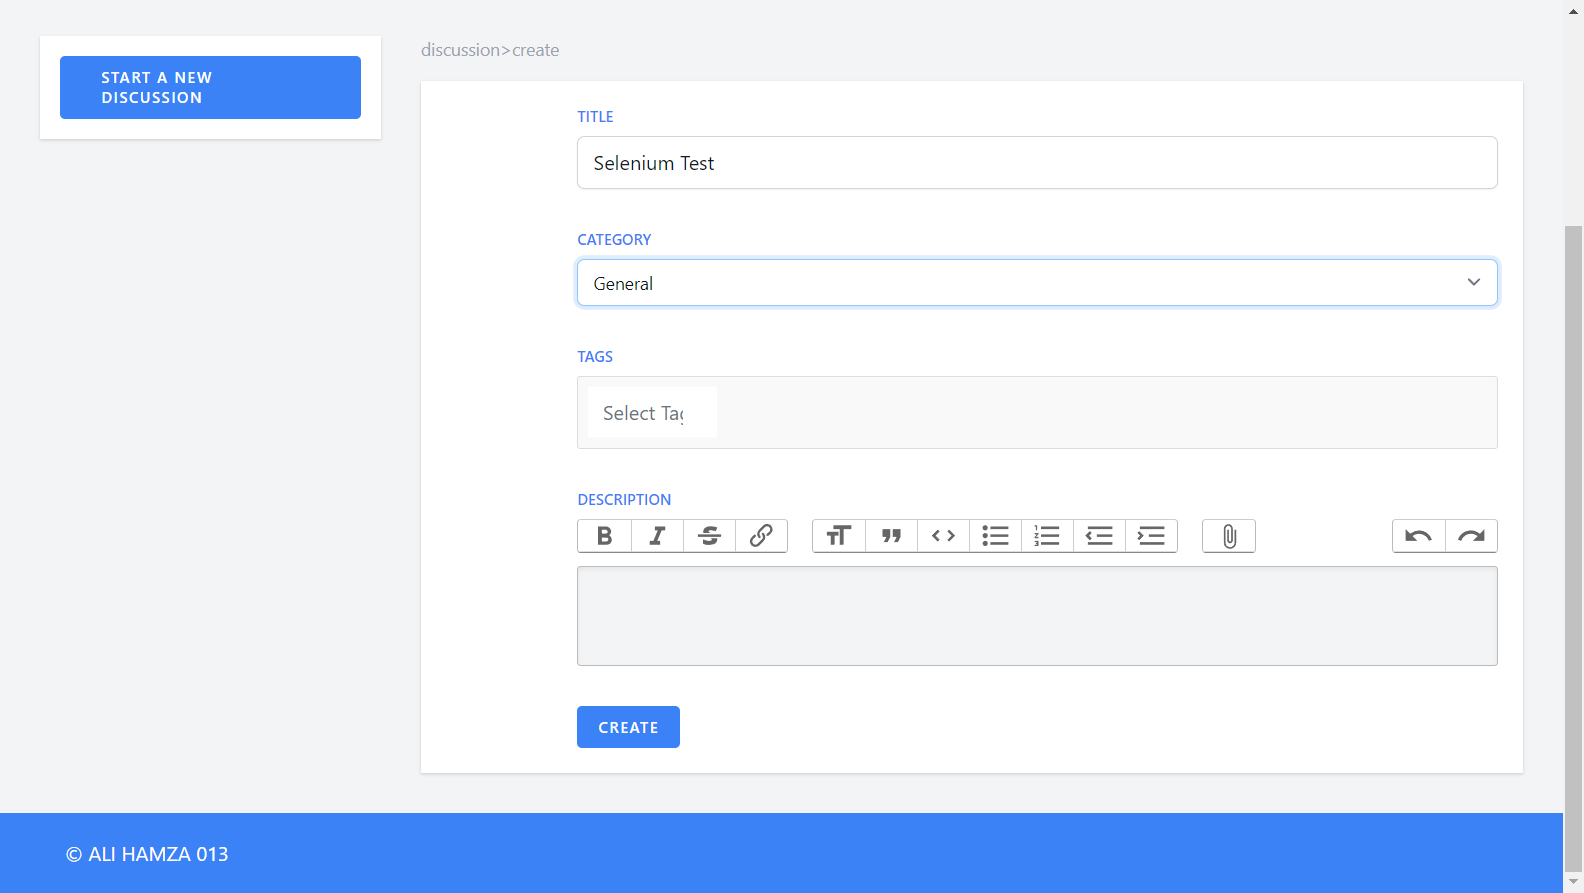 START A NEW
DISCUSSION
discussion>create
TITLE
Selenium Test
CATEGORY
General
TAGS
Select Tag
DESCRIPTION
CREATE
© ALI HAMZA 013